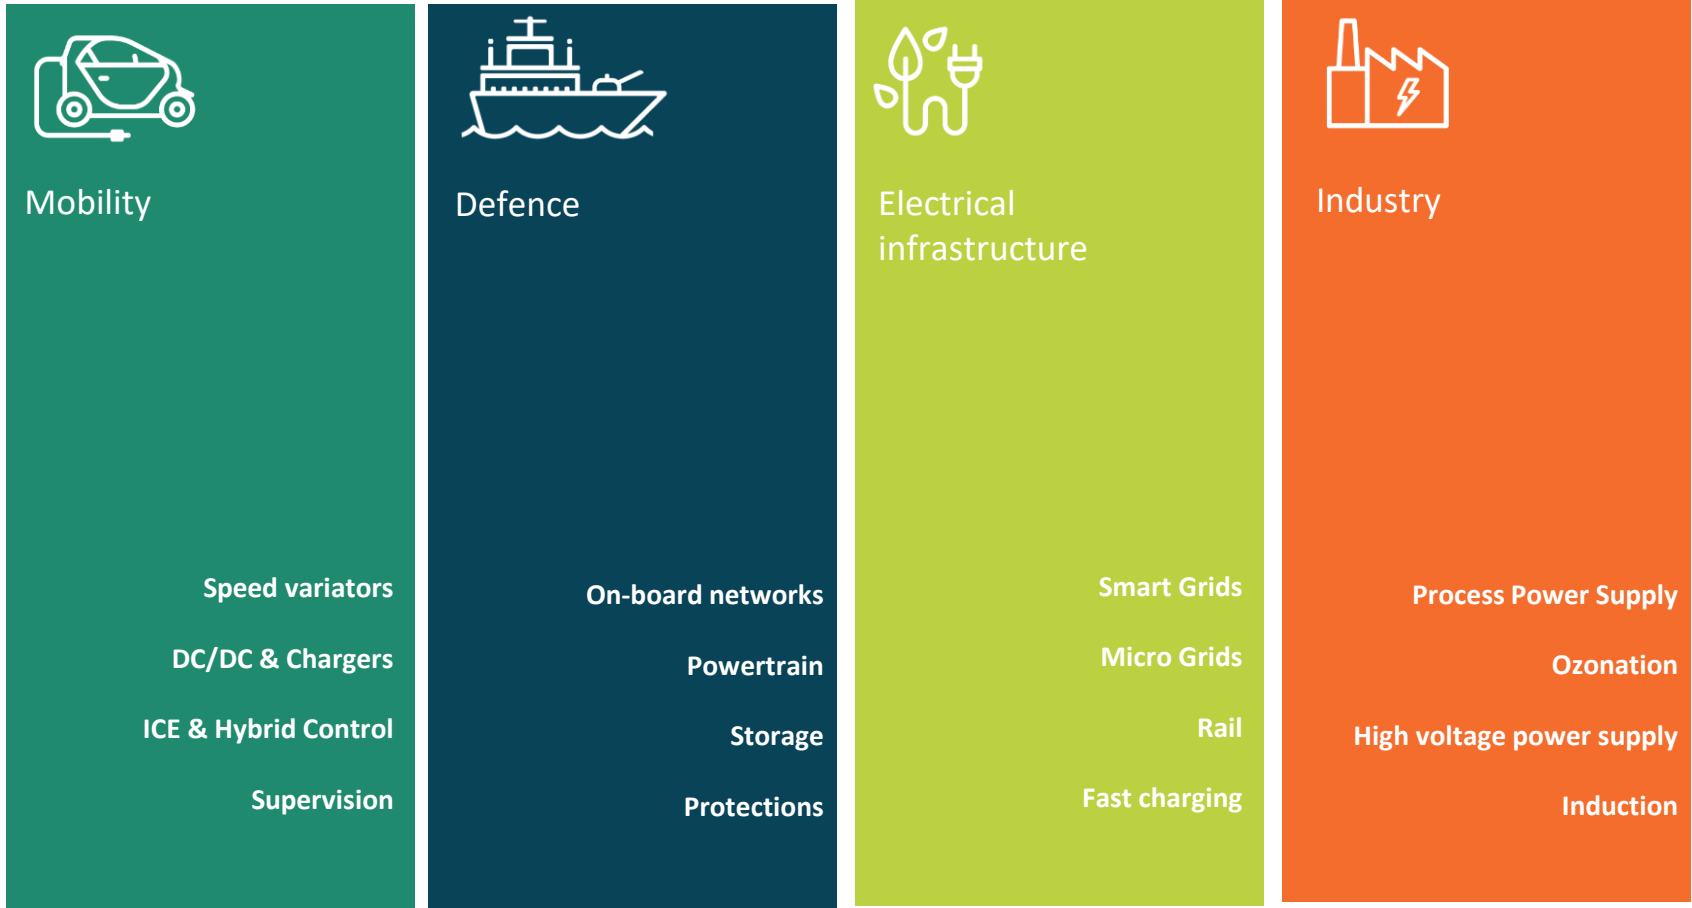 Mobility
Speed variators
DC/DC & Chargers
ICE & Hybrid Control
Supervision
Defence
On-board networks
Powertrain
Storage
Protections
Electrical
infrastructure
Smart Grids
Micro Grids
Rail
Fast charging
Industry
Process Power Supply
Ozonation
High voltage power supply
Induction